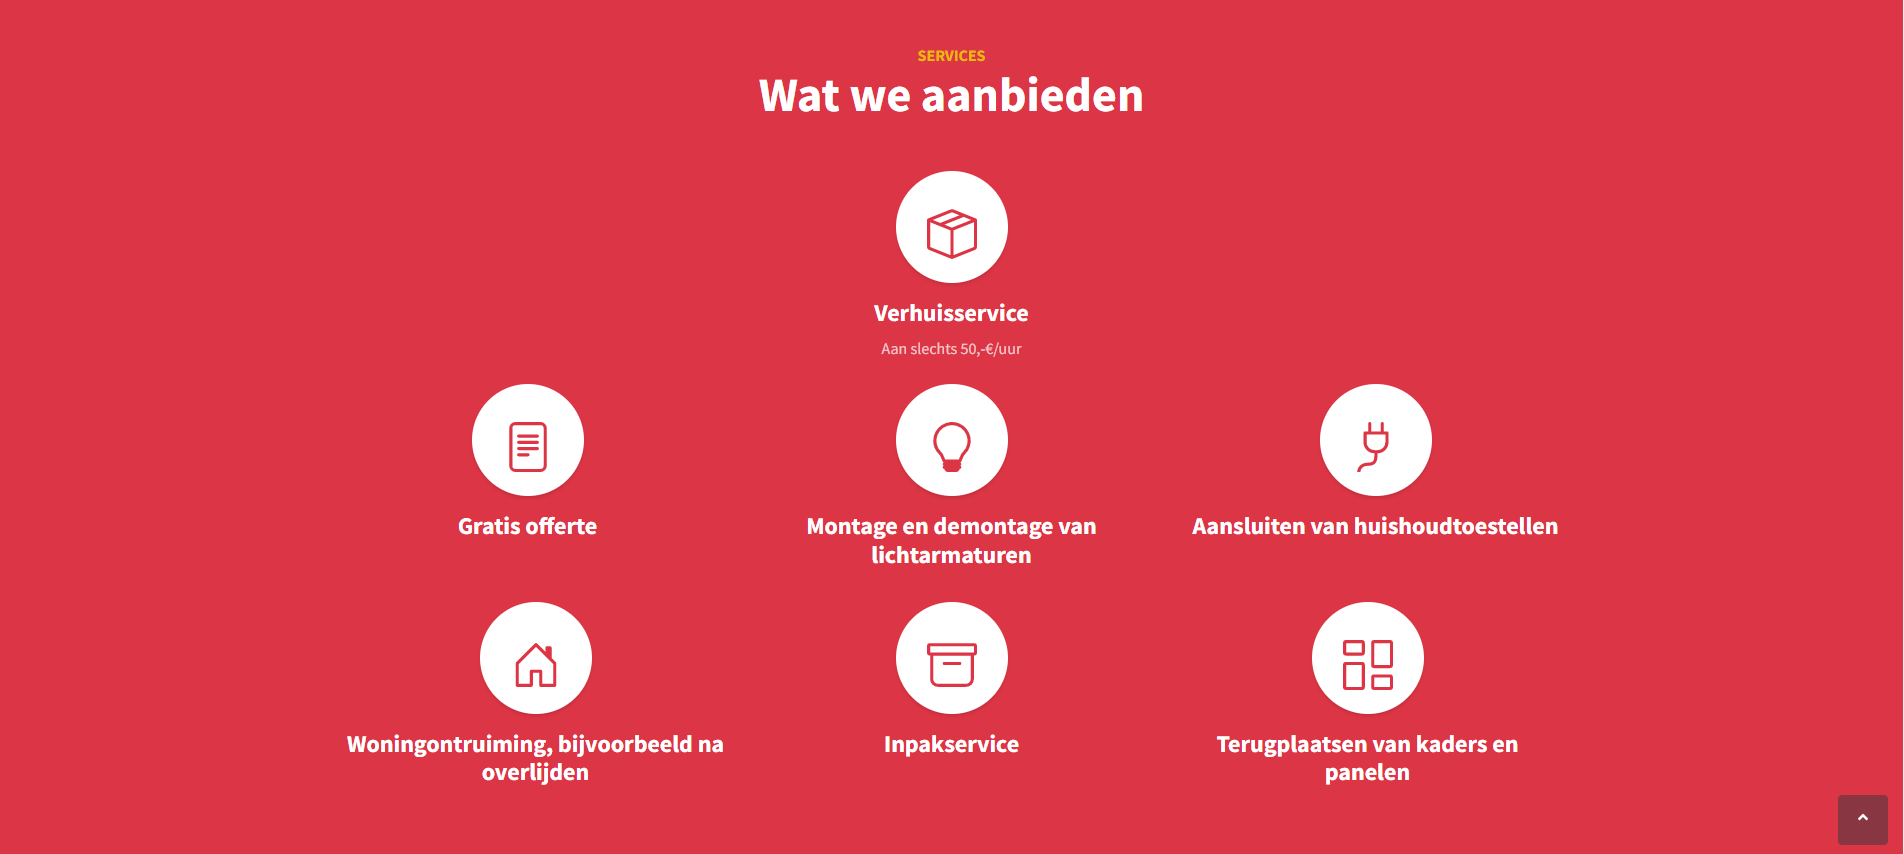 SERVICES
Wat we aanbieden
Verhuisservice
Aan slechts 50,-€/uur
Gratis offerte
Montage en demontage van
lichtarmaturen
Aansluiten van huishoudtoestellen
Woningontruiming, bijvoorbeeld na
overlijden
Inpakservice
Terugplaatsen van kaders en
panelen